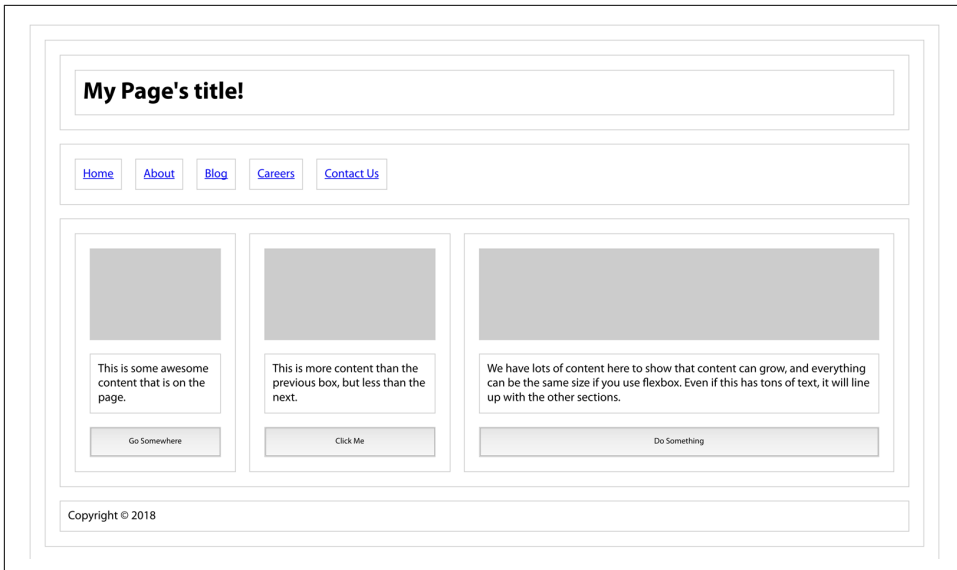 My Page's title!
Home About Blog Careers Contact Us
This is some awesome
content that is on the
page.
Go Somewhere
This is more content than the
previous box, but less than the
next.
Click Me
We have lots of content here to show that content can grow, and everything
can be the same size if you use flexbox. Even if this has tons of text, it will line
up with the other sections.
Do Something
Copyright © 2018